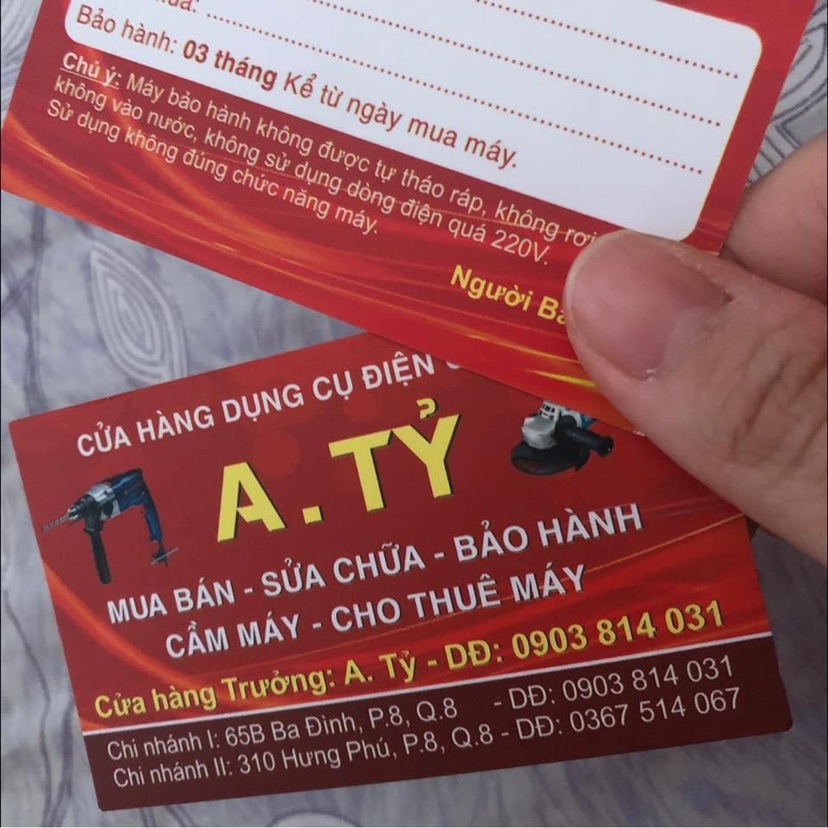 Bảo hành: 03 tháng Kể từ ngày mua máy.
Chú ý: Máy bảo hành không được tự tháo ráp, không rơi
không vào nước, không sử dụng dòng điện quá 220V.
Sử dụng không đúng chức năng máy.
Người
CỬA HÀNG DỤNG CỤ ĐIỆN
A. TỶ
MUA BÁN - SỬA CHỮA - BẢO HÀNH
CẦM MÁY - CHO THUÊ MÁY
Cửa hàng Trưởng: A. Tỷ - DĐ: 0903 814 031
Chi nhánh I: 65B Ba Đình, P.8, Q.8 - DĐ: 0903 814 031
Chi nhánh II: 310 Hưng Phú, P.8, Q.8 - DĐ: 0367 514 067